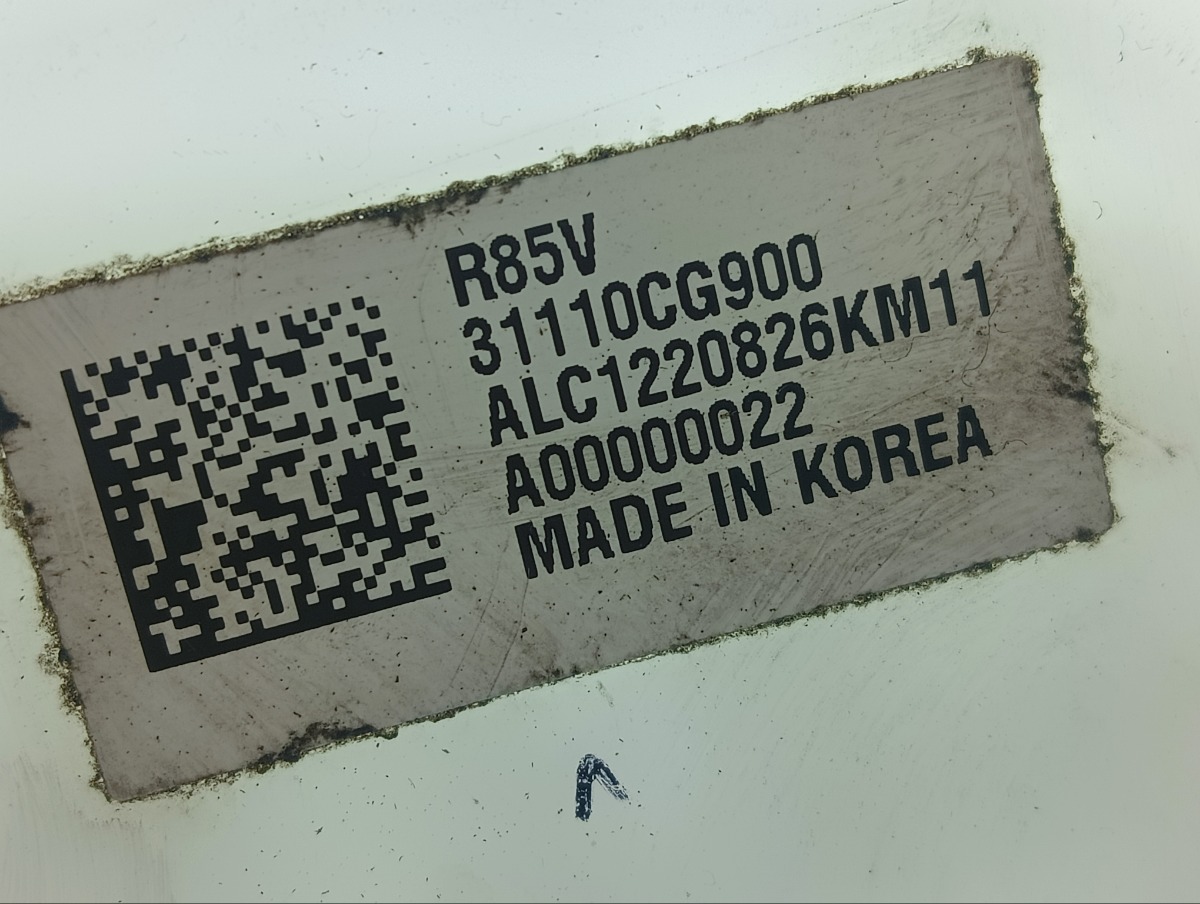 R85V
31110CG900
ALC1220826KM11
A00000022
MADE IN KOREA